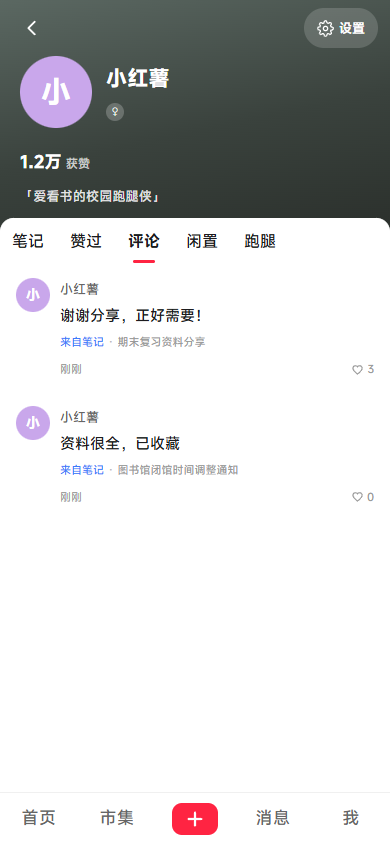 设置
小
小红薯
♀
1.2万 获赞
「爱看书的校园跑腿侠」
笔记 赞过 评论 闲置 跑腿
小 小红薯
谢谢分享，正好需要！
来自笔记 · 期末复习资料分享
刚刚 3
小 小红薯
资料很全，已收藏
来自笔记 · 图书馆闭馆时间调整通知
刚刚 0
首页 市集 + 消息 我